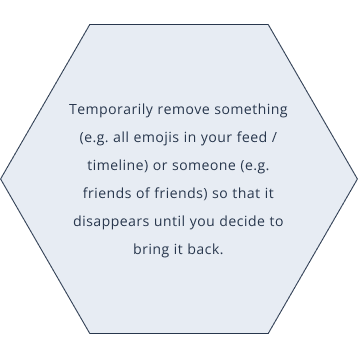 Temporarily remove something
(e.g. all emojis in your feed /
timeline) or someone (e.g.
friends of friends) so that it
disappears until you decide to
bring it back.